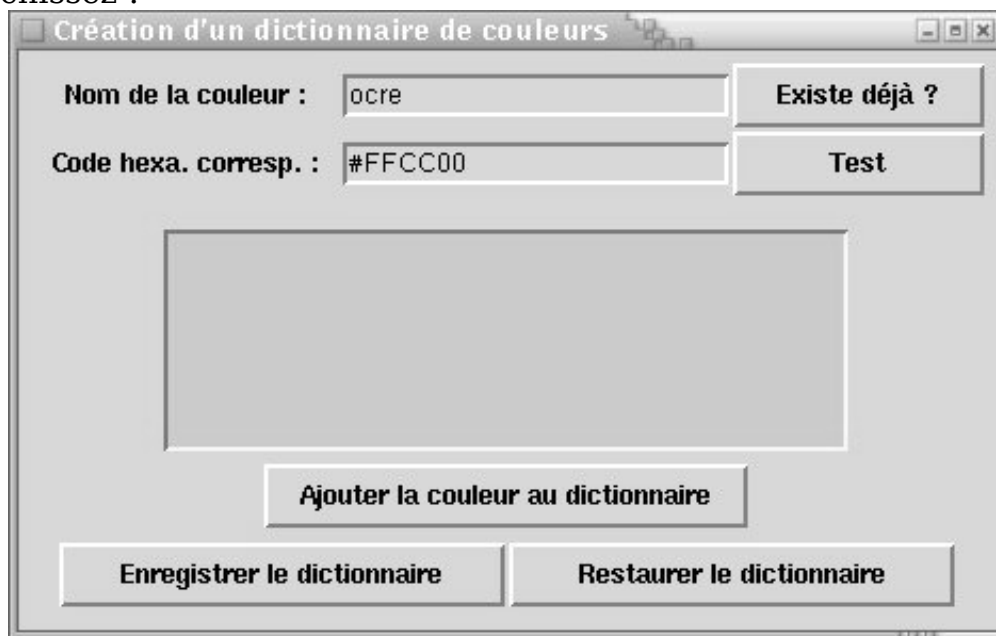 Création d'un dictionnaire de couleurs
Nom de la couleur : ocre Existe déjà ?
Code hexa. corresp. : #FFCC00 Test
Ajouter la couleur au dictionnaire
Enregistrer le dictionnaire Restaurer le dictionnaire